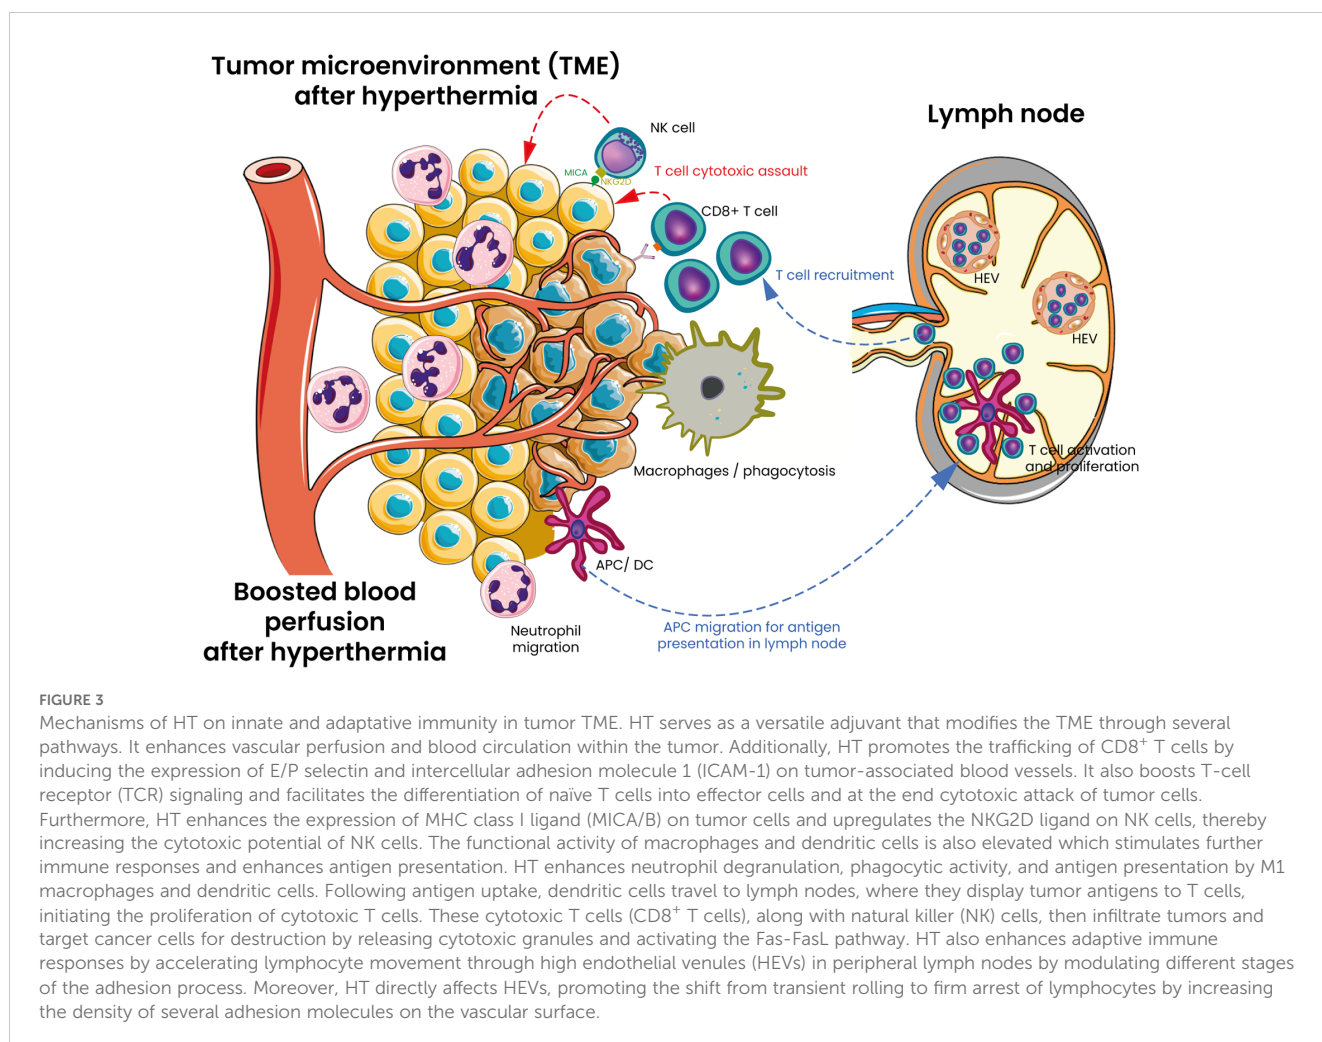 Tumor microenvironment (TME)
after hyperthermia
Lymph node
NK cell
MICA
NKG2D
T cell cytotoxic assault
CD8+ T cell
T cell recruitment
HEV
HEV
T cell activation
and proliferation
Macrophages / phagocytosis
APC/ DC
Boosted blood
perfusion
after hyperthermia
Neutrophil
migration
APC migration for antigen
presentation in lymph node
FIGURE 3
Mechanisms of HT on innate and adaptative immunity in tumor TME. HT serves as a versatile adjuvant that modifies the TME through several
pathways. It enhances vascular perfusion and blood circulation within the tumor. Additionally, HT promotes the trafficking of CD8⁺ T cells by
inducing the expression of E/P selectin and intercellular adhesion molecule 1 (ICAM-1) on tumor-associated blood vessels. It also boosts T-cell
receptor (TCR) signaling and facilitates the differentiation of naïve T cells into effector cells and at the end cytotoxic attack of tumor cells.
Furthermore, HT enhances the expression of MHC class I ligand (MICA/B) on tumor cells and upregulates the NKG2D ligand on NK cells, thereby
increasing the cytotoxic potential of NK cells. The functional activity of macrophages and dendritic cells is also elevated which stimulates further
immune responses and enhances antigen presentation. HT enhances neutrophil degranulation, phagocytic activity, and antigen presentation by M1
macrophages and dendritic cells. Following antigen uptake, dendritic cells travel to lymph nodes, where they display tumor antigens to T cells,
initiating the proliferation of cytotoxic T cells. These cytotoxic T cells (CD8⁺ T cells), along with natural killer (NK) cells, then infiltrate tumors and
target cancer cells for destruction by releasing cytotoxic granules and activating the Fas-FasL pathway. HT also enhances adaptive immune
responses by accelerating lymphocyte movement through high endothelial venules (HEVs) in peripheral lymph nodes by modulating different stages
of the adhesion process. Moreover, HT directly affects HEVs, promoting the shift from transient rolling to firm arrest of lymphocytes by increasing
the density of several adhesion molecules on the vascular surface.